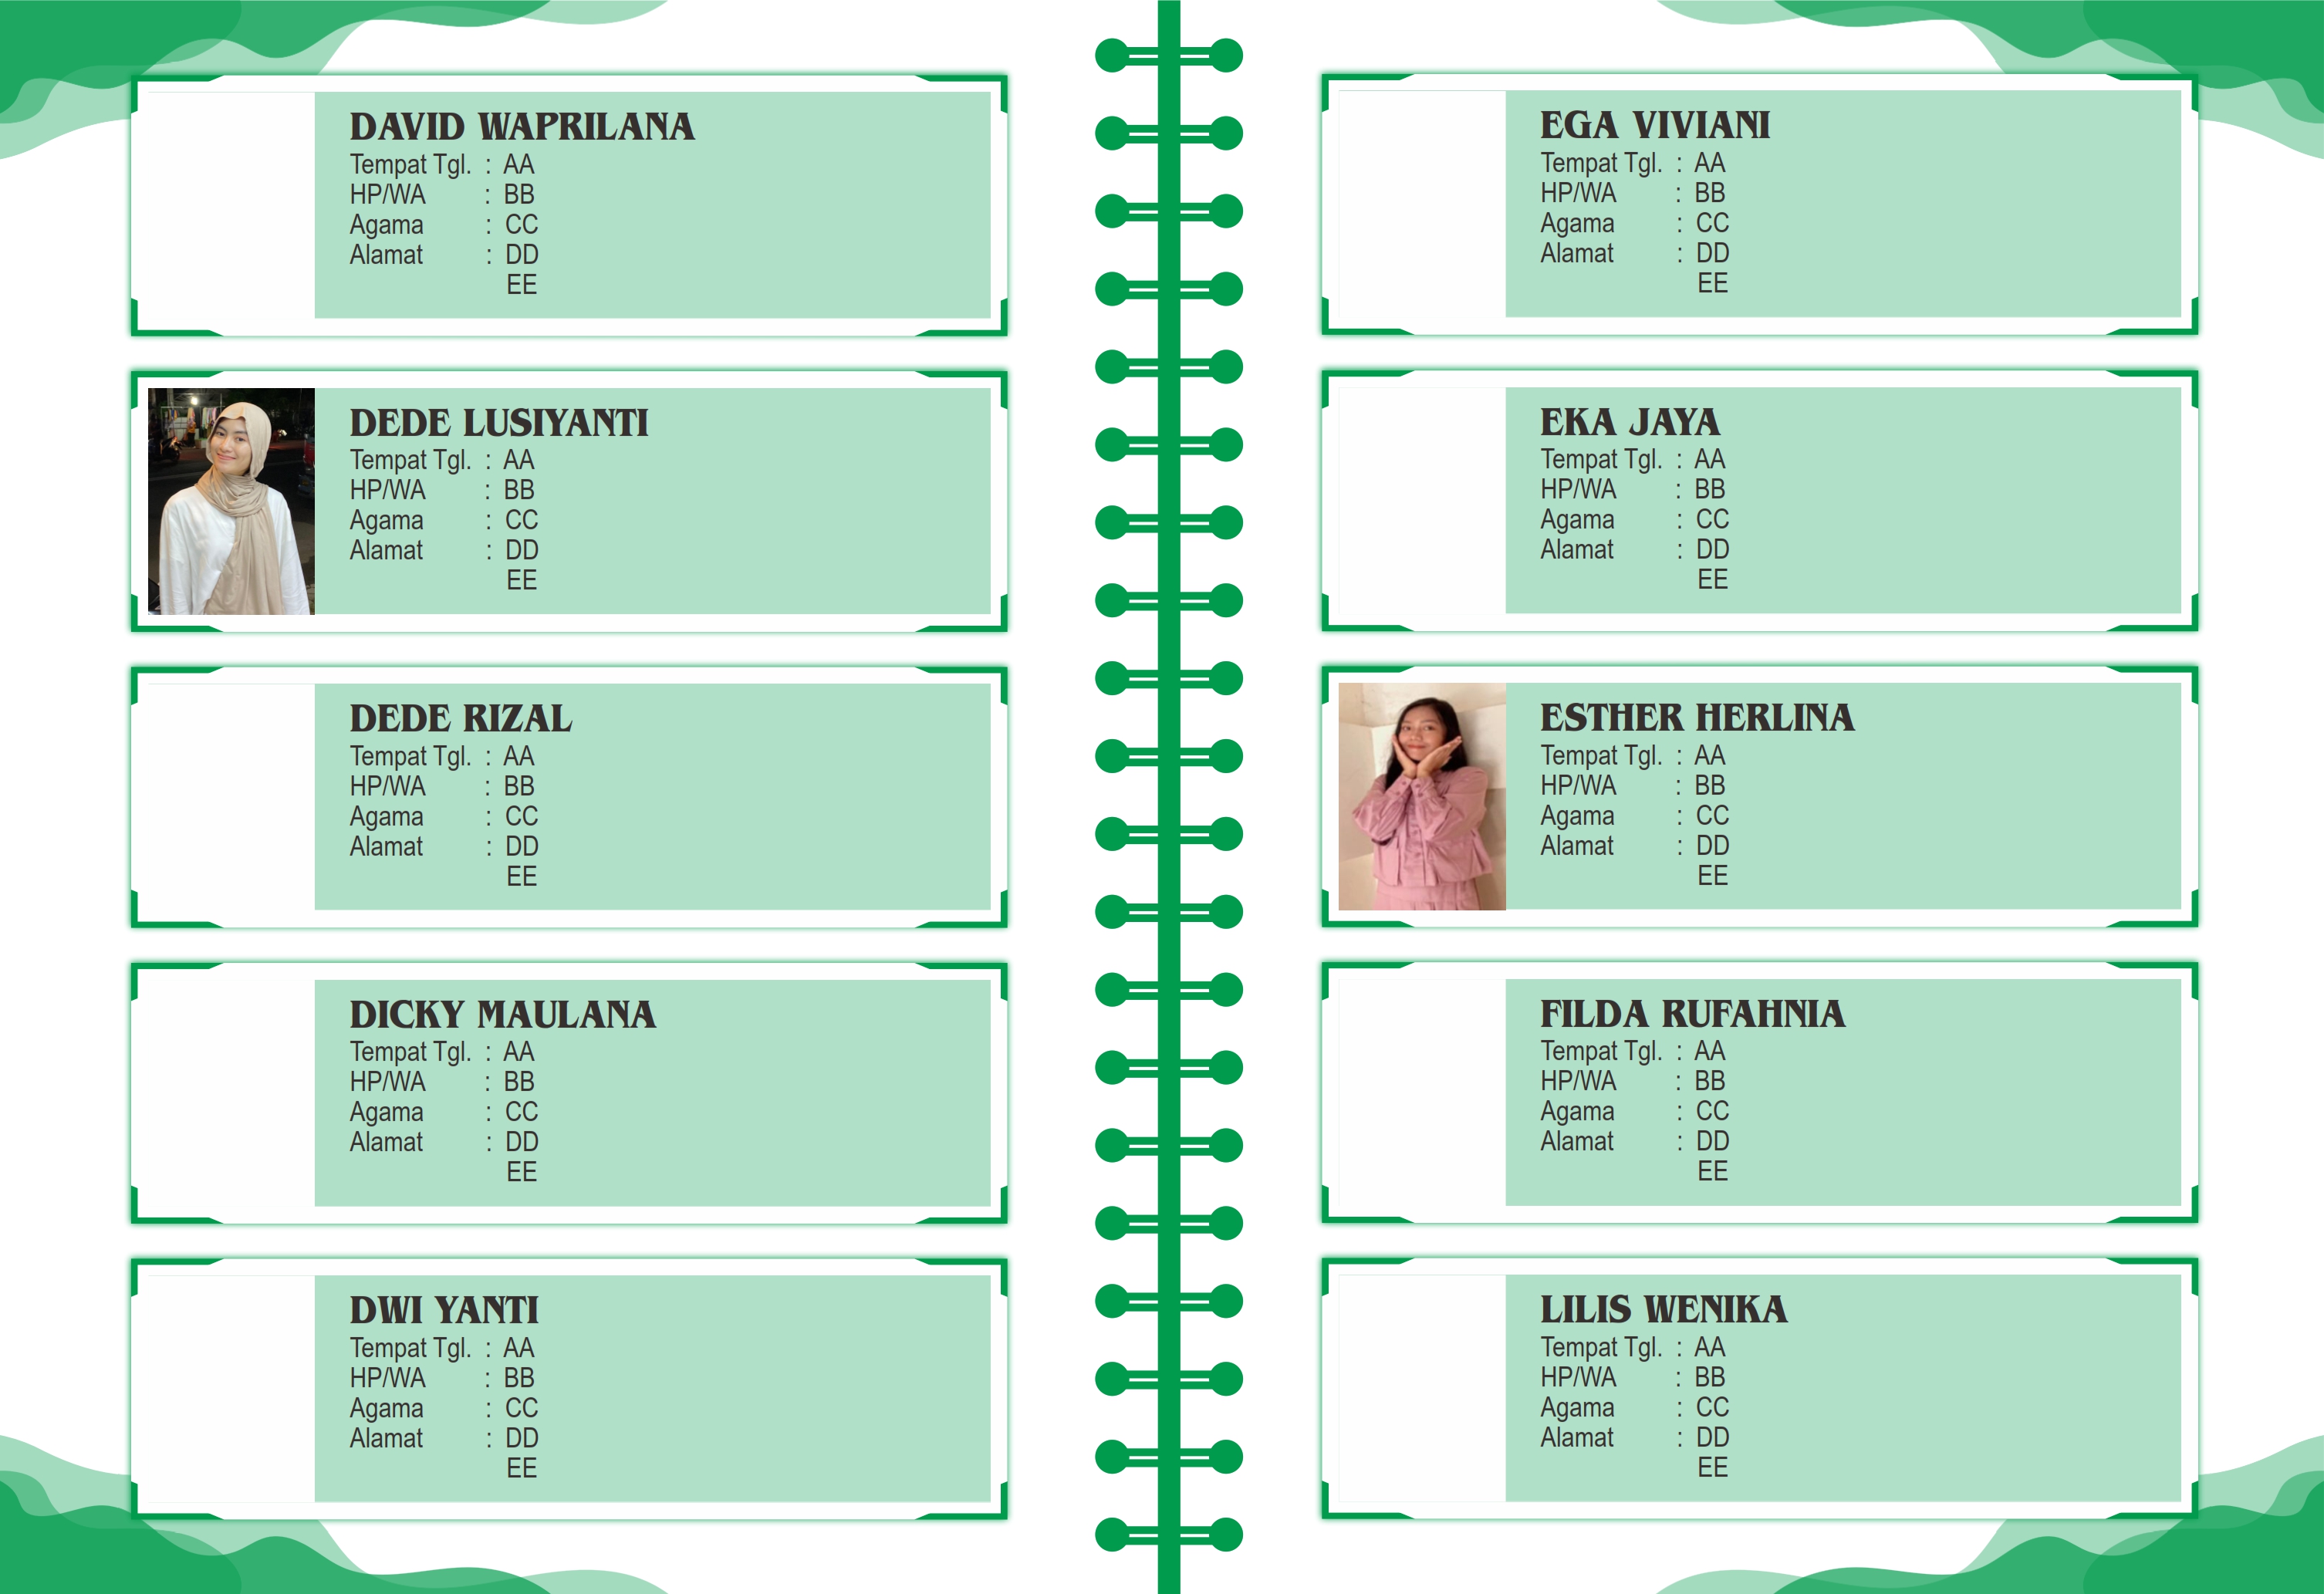 DAVID WAPRILANA
Tempat Tgl. : AA
HP/WA : BB
Agama : CC
Alamat : DD
EE
DEDE LUSIYANTI
Tempat Tgl. : AA
HP/WA : BB
Agama : CC
Alamat : DD
EE
DEDE RIZAL
Tempat Tgl. : AA
HP/WA : BB
Agama : CC
Alamat : DD
EE
DICKY MAULANA
Tempat Tgl. : AA
HP/WA : BB
Agama : CC
Alamat : DD
EE
DWI YANTI
Tempat Tgl. : AA
HP/WA : BB
Agama : CC
Alamat : DD
EE
EGA VIVIANI
Tempat Tgl. : AA
HP/WA : BB
Agama : CC
Alamat : DD
EE
EKA JAYA
Tempat Tgl. : AA
HP/WA : BB
Agama : CC
Alamat : DD
EE
ESTHER HERLINA
Tempat Tgl. : AA
HP/WA : BB
Agama : CC
Alamat : DD
EE
FILDA RUFAHNIA
Tempat Tgl. : AA
HP/WA : BB
Agama : CC
Alamat : DD
EE
LILIS WENIKA
Tempat Tgl. : AA
HP/WA : BB
Agama : CC
Alamat : DD
EE